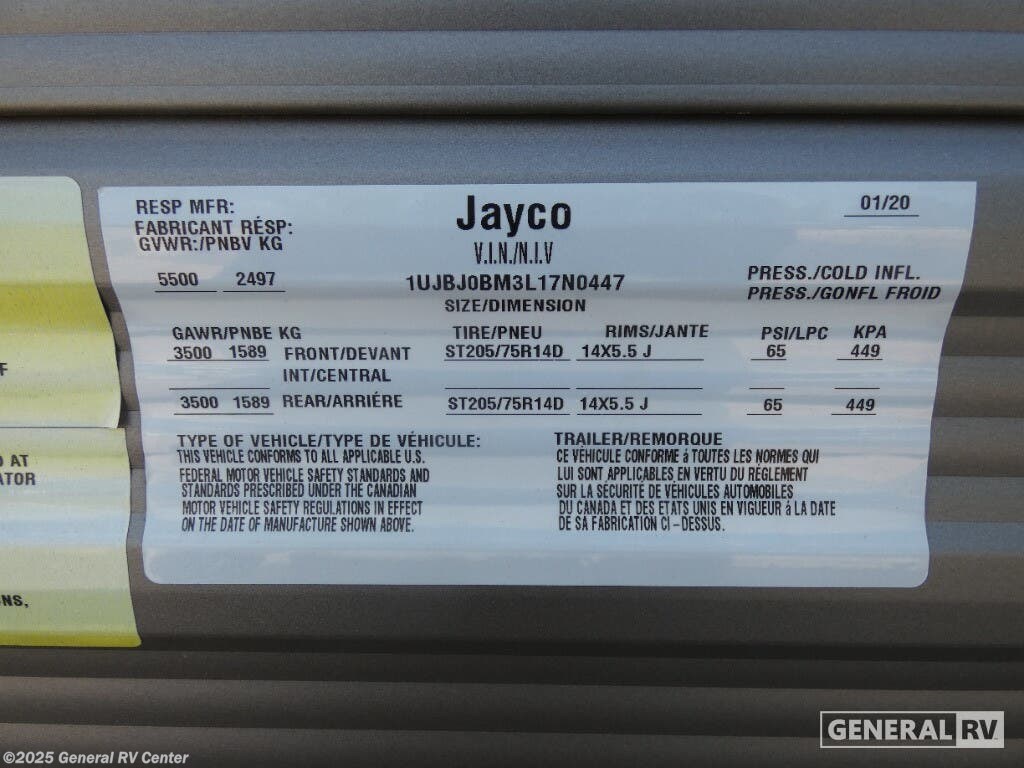 RESP MFR:
Jayco
01/20
FABRICANT RÉSP:
GVWR:/PNBV KG
V.I.N./N.I.V
5500 2497
1UJBJ0BM3L17N0447
PRESS./COLD INFL.
SIZE/DIMENSION
PRESS./GONFL FROID
GAWR/PNBE KG TIRE/PNEU RIMS/JANTE PSI/LPC KPA
3500 1589 FRONT/DEVANT ST205/75R14D 14X5.5 J 65 449
INT/CENTRAL
3500 1589 REAR/ARRIÉRE ST205/75R14D 14X5.5 J 65 449
TYPE OF VEHICLE/TYPE DE VÉHICULE: TRAILER/REMORQUE
THIS VEHICLE CONFORMS TO ALL APPLICABLE U.S.
FEDERAL MOTOR VEHICLE SAFETY STANDARDS AND
STANDARDS PRESCRIBED UNDER THE CANADIAN
MOTOR VEHICLE SAFETY REGULATIONS IN EFFECT
ON THE DATE OF MANUFACTURE SHOWN ABOVE.
CE VÉHICULE CONFORME á TOUTES LES NORMES QUI
LUI SONT APPLICABLES EN VERTU DU RÉGLEMENT
SUR LA SÉCURITÉ DE VÉHICULES AUTOMOBILES
DU CANADA ET DES ETATS UNIS EN VIGUEUR á LA DATE
DE SA FABRICATION CI-DESSUS.
F
D AT
ATOR
NS,
GENERAL RV
©2025 General RV Center